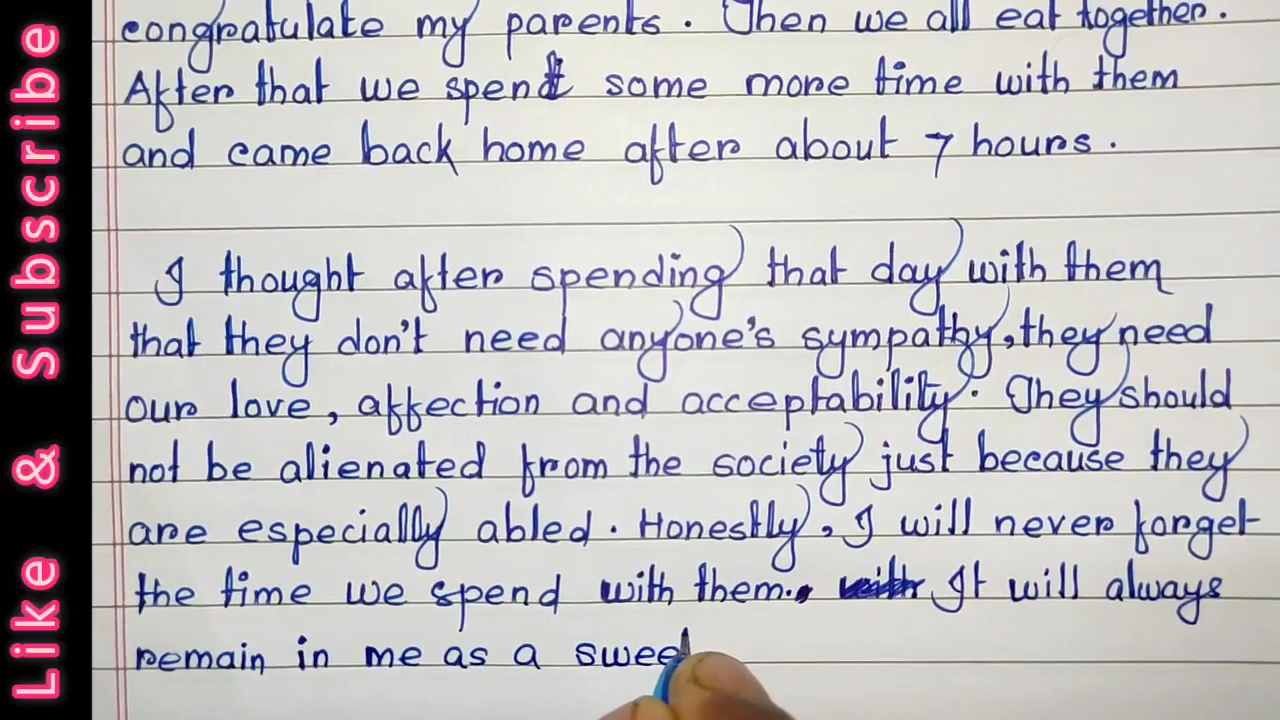 Like & Subscribe
congratulate my parents. Then we all eat together.
After that we spent some more time with them
and came back home after about 7 hours.
I thought after spending that day with them
that they don't need anyone's sympathy, they need
our love, affection and acceptability. They should
not be alienated from the society just because they
are especially abled. Honestly, I will never forget
the time we spend with them. It will always
remain in me as a swee